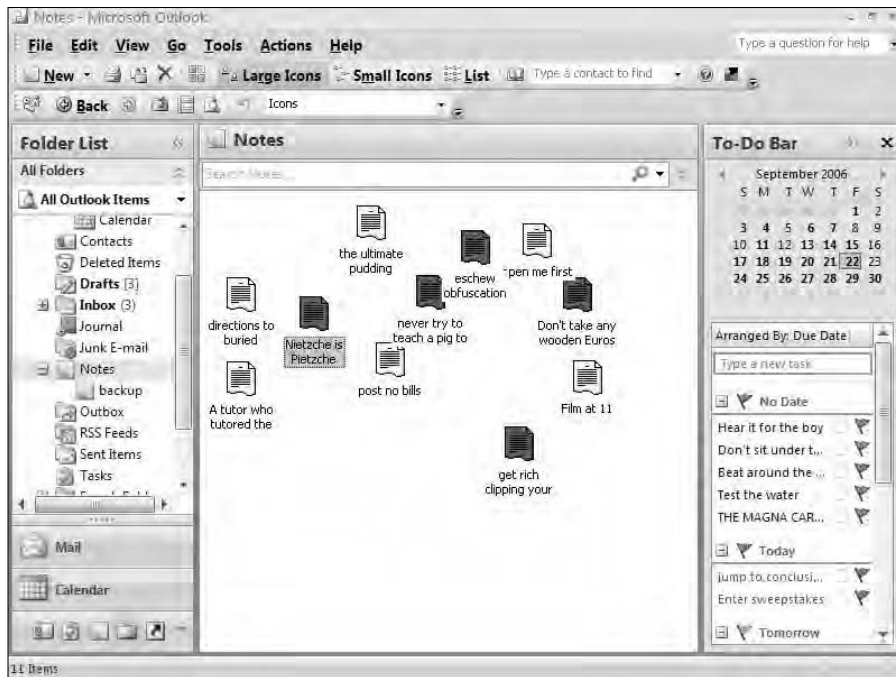 Notes - Microsoft Outlook
File Edit View Go Tools Actions Help
Type a question for help
New Large Icons Small Icons List Type a contact to find
Back Icons
Folder List
All Folders
All Outlook Items
Calendar
Contacts
Deleted Items
Drafts [3]
Inbox (3)
Journal
Junk E-mail
Notes
backup
Outbox
RSS Feeds
Sent Items
Tasks
Mail
Calendar
11 Items
Notes
Search Notes
the ultimate
pudding
eschew
obfuscation
pen me first
directions to
buried
Nietzche is
Pietzche
never try to
teach a pig to
Don't take any
wooden Euros
A tutor who
tutored the
post no bills
Film at 11
get rich
clipping your
To-Do Bar
September 2006
S M T W T F S
1 2
3 4 5 6 7 8 9
10 11 12 13 14 15 16
17 18 19 20 21 22 23
24 25 26 27 28 29 30
Arranged By: Due Date
Type a new task
No Date
Hear it for the boy
Don't sit under t...
Beat around the ...
Test the water
THE MAGNA CAR...
Today
jump to conclusi...
Enter sweepstakes
Tomorrow